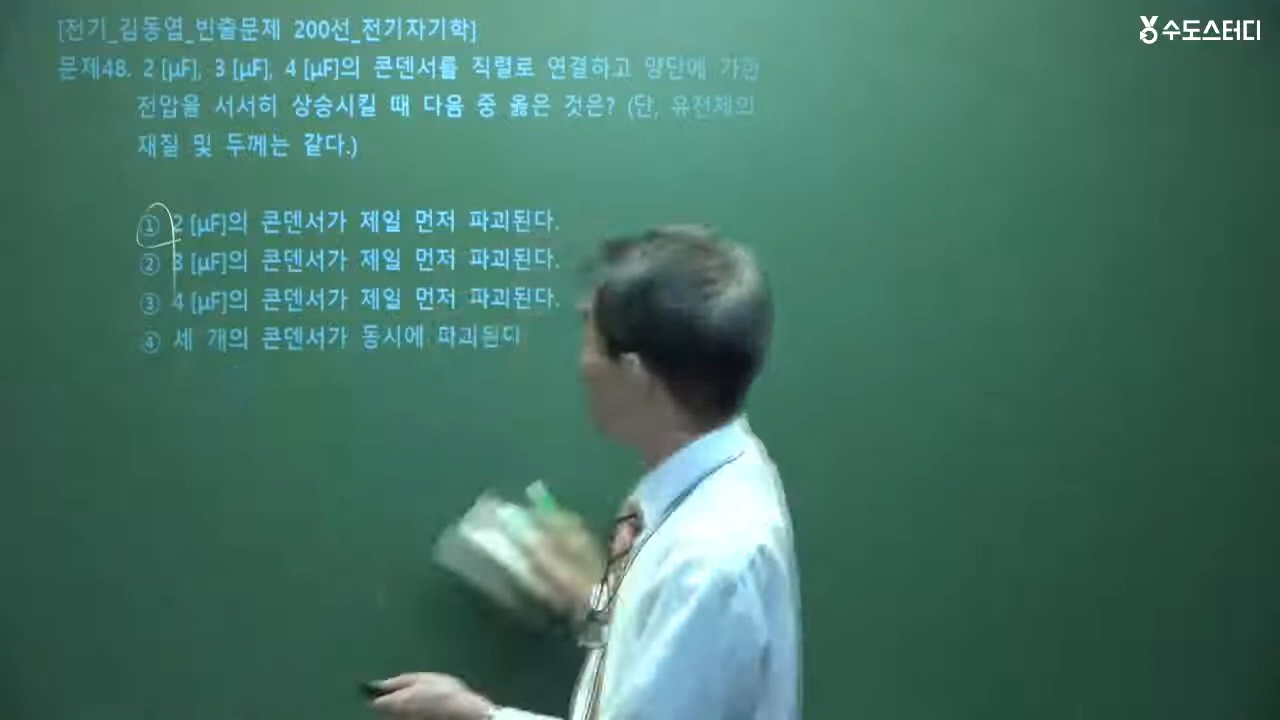 [전기_김동엽_빈출문제 200선_전기자기학]
수도스터디
문제48. 2 [μF], 3 [μF], 4 [μF]의 콘덴서를 직렬로 연결하고 양단에 가한
전압을 서서히 상승시킬 때 다음 중 옳은 것은? (단, 유전체의
재질 및 두께는 같다.)
① 2 [μF]의 콘덴서가 제일 먼저 파괴된다.
② 3 [μF]의 콘덴서가 제일 먼저 파괴된다.
③ 4 [μF]의 콘덴서가 제일 먼저 파괴된다.
④ 세 개의 콘덴서가 동시에 파괴된다